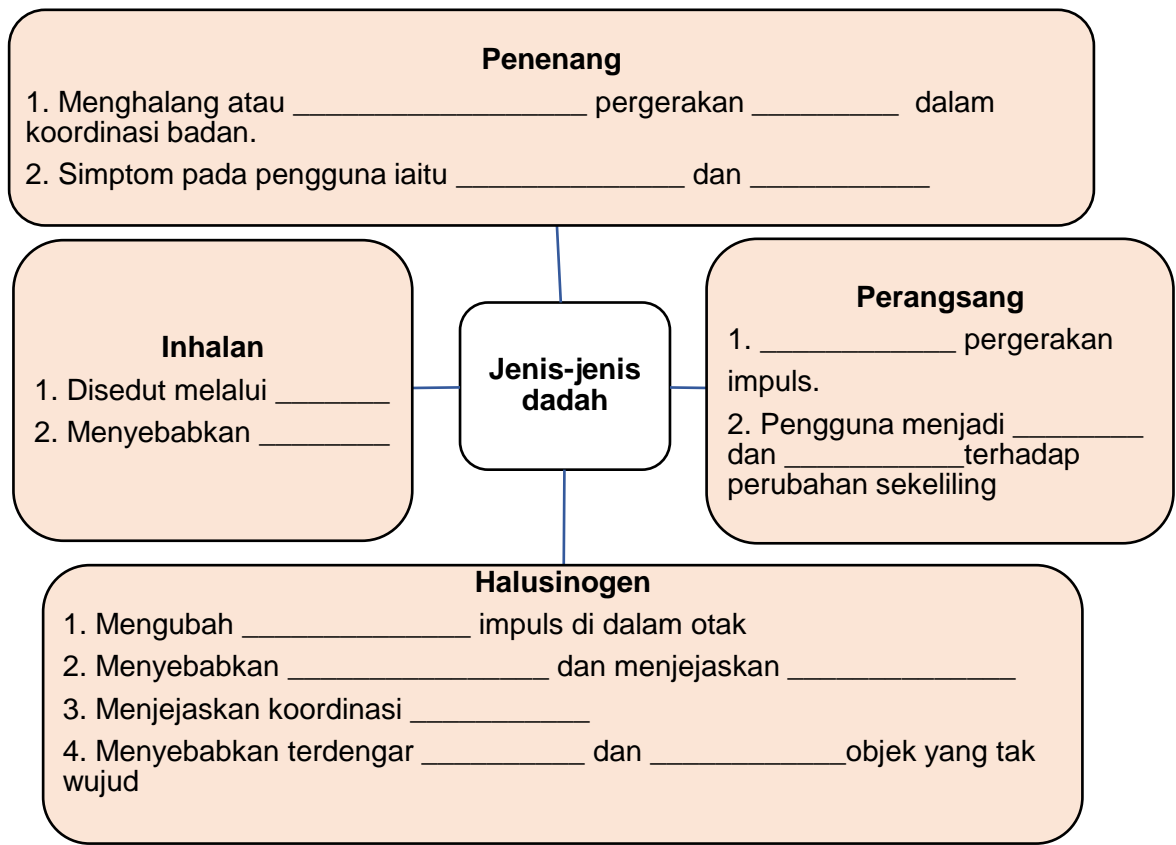 Penenang
1. Menghalang atau __________________ pergerakan _________ dalam
koordinasi badan.
2. Simptom pada pengguna iaitu ______________ dan ___________
Inhalan
1. Disedut melalui _______
2. Menyebabkan ________
Jenis-jenis
dadah
Perangsang
1. ____________ pergerakan
impuls.
2. Pengguna menjadi ________
dan ___________terhadap
perubahan sekeliling
Halusinogen
1. Mengubah ______________ impuls di dalam otak
2. Menyebabkan ________________ dan menjejaskan ______________
3. Menjejaskan koordinasi ___________
4. Menyebabkan terdengar __________ dan ____________objek yang tak
wujud